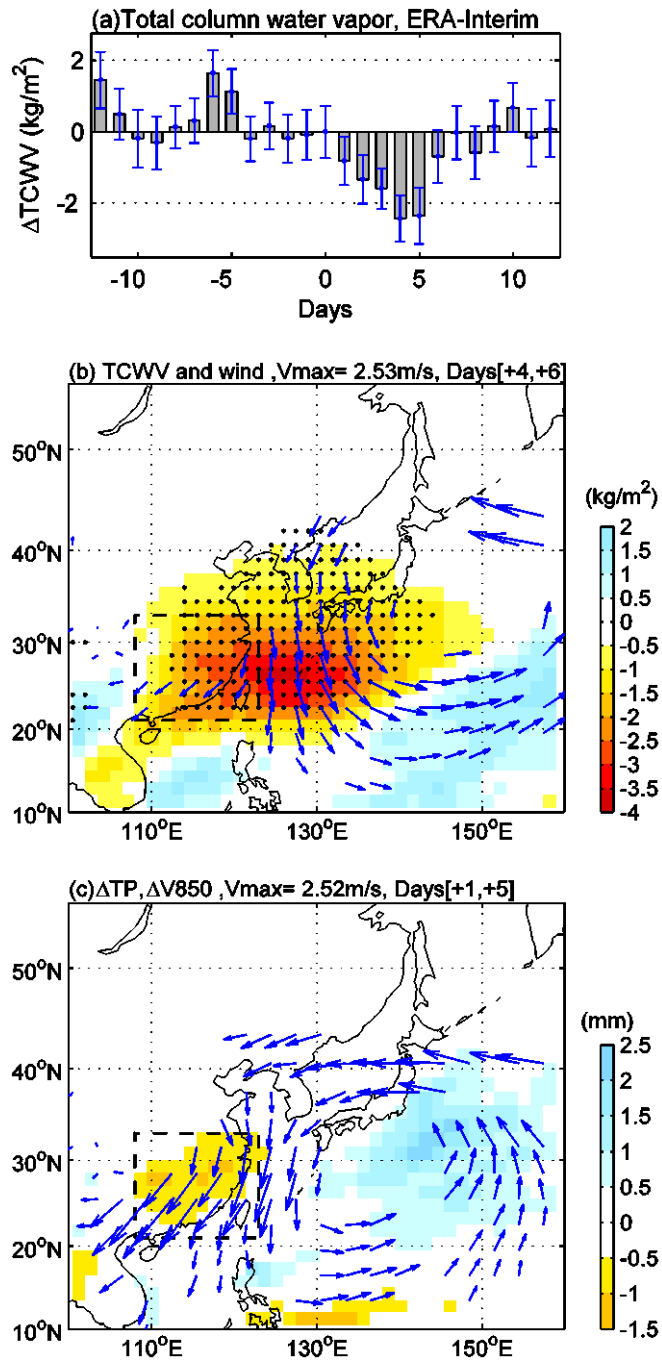 (a)Total column water vapor, ERA-Interim
2
0
-2
ΔTCWV (kg/m²)
-10 -5 0 5 10
Days
(b) TCWV and wind ,Vmax= 2.53m/s, Days[+4,+6]
50°N
40°N
30°N
20°N
10°N
110°E 130°E 150°E
(kg/m²)
2
1.5
1
0.5
0
-0.5
-1
-1.5
-2
-2.5
-3
-3.5
-4
(c)ΔTP,ΔV850 ,Vmax= 2.52m/s, Days[+1,+5]
50°N
40°N
30°N
20°N
10°N
110°E 130°E 150°E
(mm)
2.5
2
1.5
1
0.5
0
-0.5
-1
-1.5